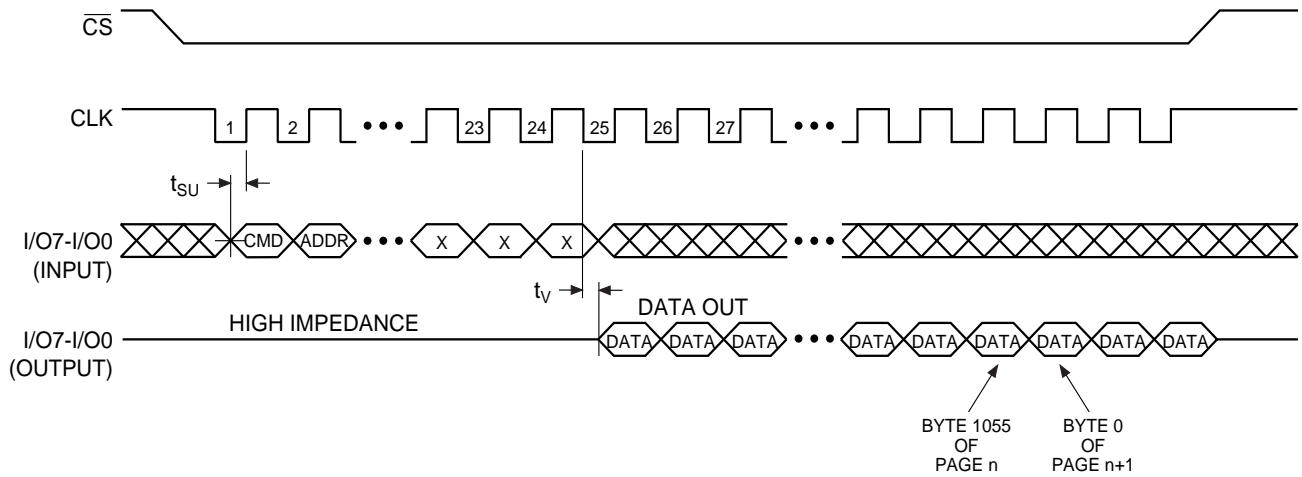 CS
CLK
1 2 ••• 23 24 25 26 27 •••
tSU
I/O7-I/O0
(INPUT)
CMD ADDR ••• X X X •••
tV
DATA OUT
HIGH IMPEDANCE
I/O7-I/O0
(OUTPUT)
DATA DATA DATA ••• DATA DATA DATA DATA DATA DATA
BYTE 1055
OF
PAGE n
BYTE 0
OF
PAGE n+1